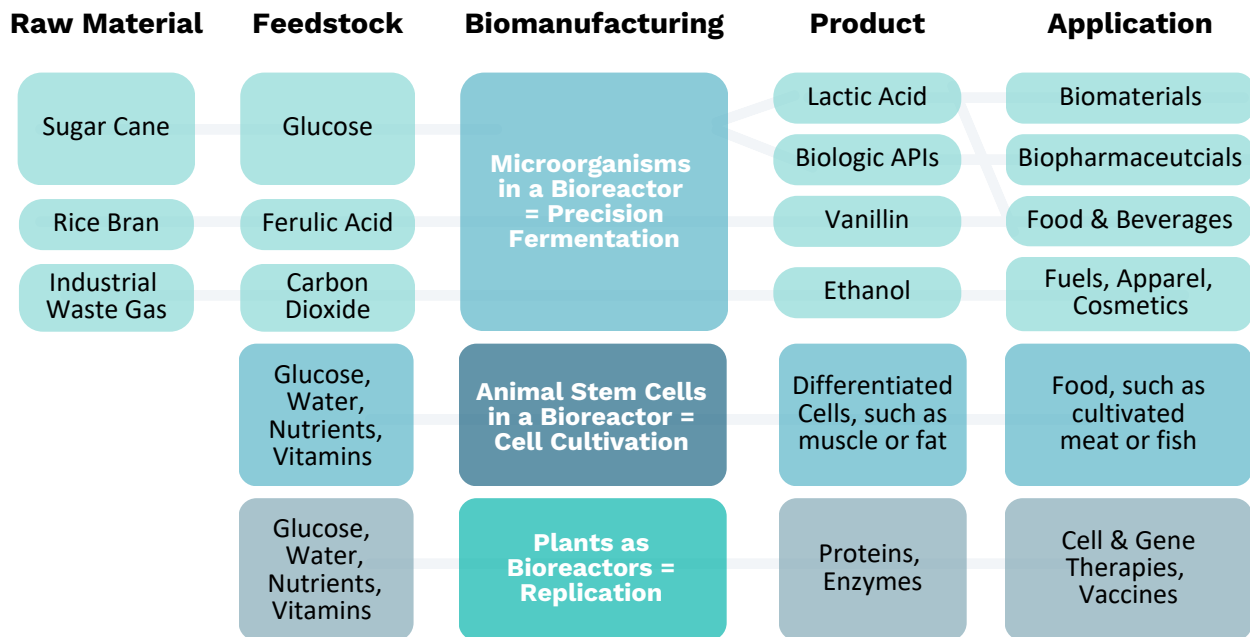 Raw Material
Feedstock
Biomanufacturing
Product
Application
Sugar Cane
Glucose
Microorganisms
in a Bioreactor
= Precision
Fermentation
Lactic Acid
Biomaterials
Biologic APIs
Biopharmaceutcials
Rice Bran
Ferulic Acid
Vanillin
Food & Beverages
Industrial
Waste Gas
Carbon
Dioxide
Ethanol
Fuels, Apparel,
Cosmetics
Glucose,
Water,
Nutrients,
Vitamins
Animal Stem Cells
in a Bioreactor =
Cell Cultivation
Differentiated
Cells, such as
muscle or fat
Food, such as
cultivated
meat or fish
Glucose,
Water,
Nutrients,
Vitamins
Plants as
Bioreactors =
Replication
Proteins,
Enzymes
Cell & Gene
Therapies,
Vaccines